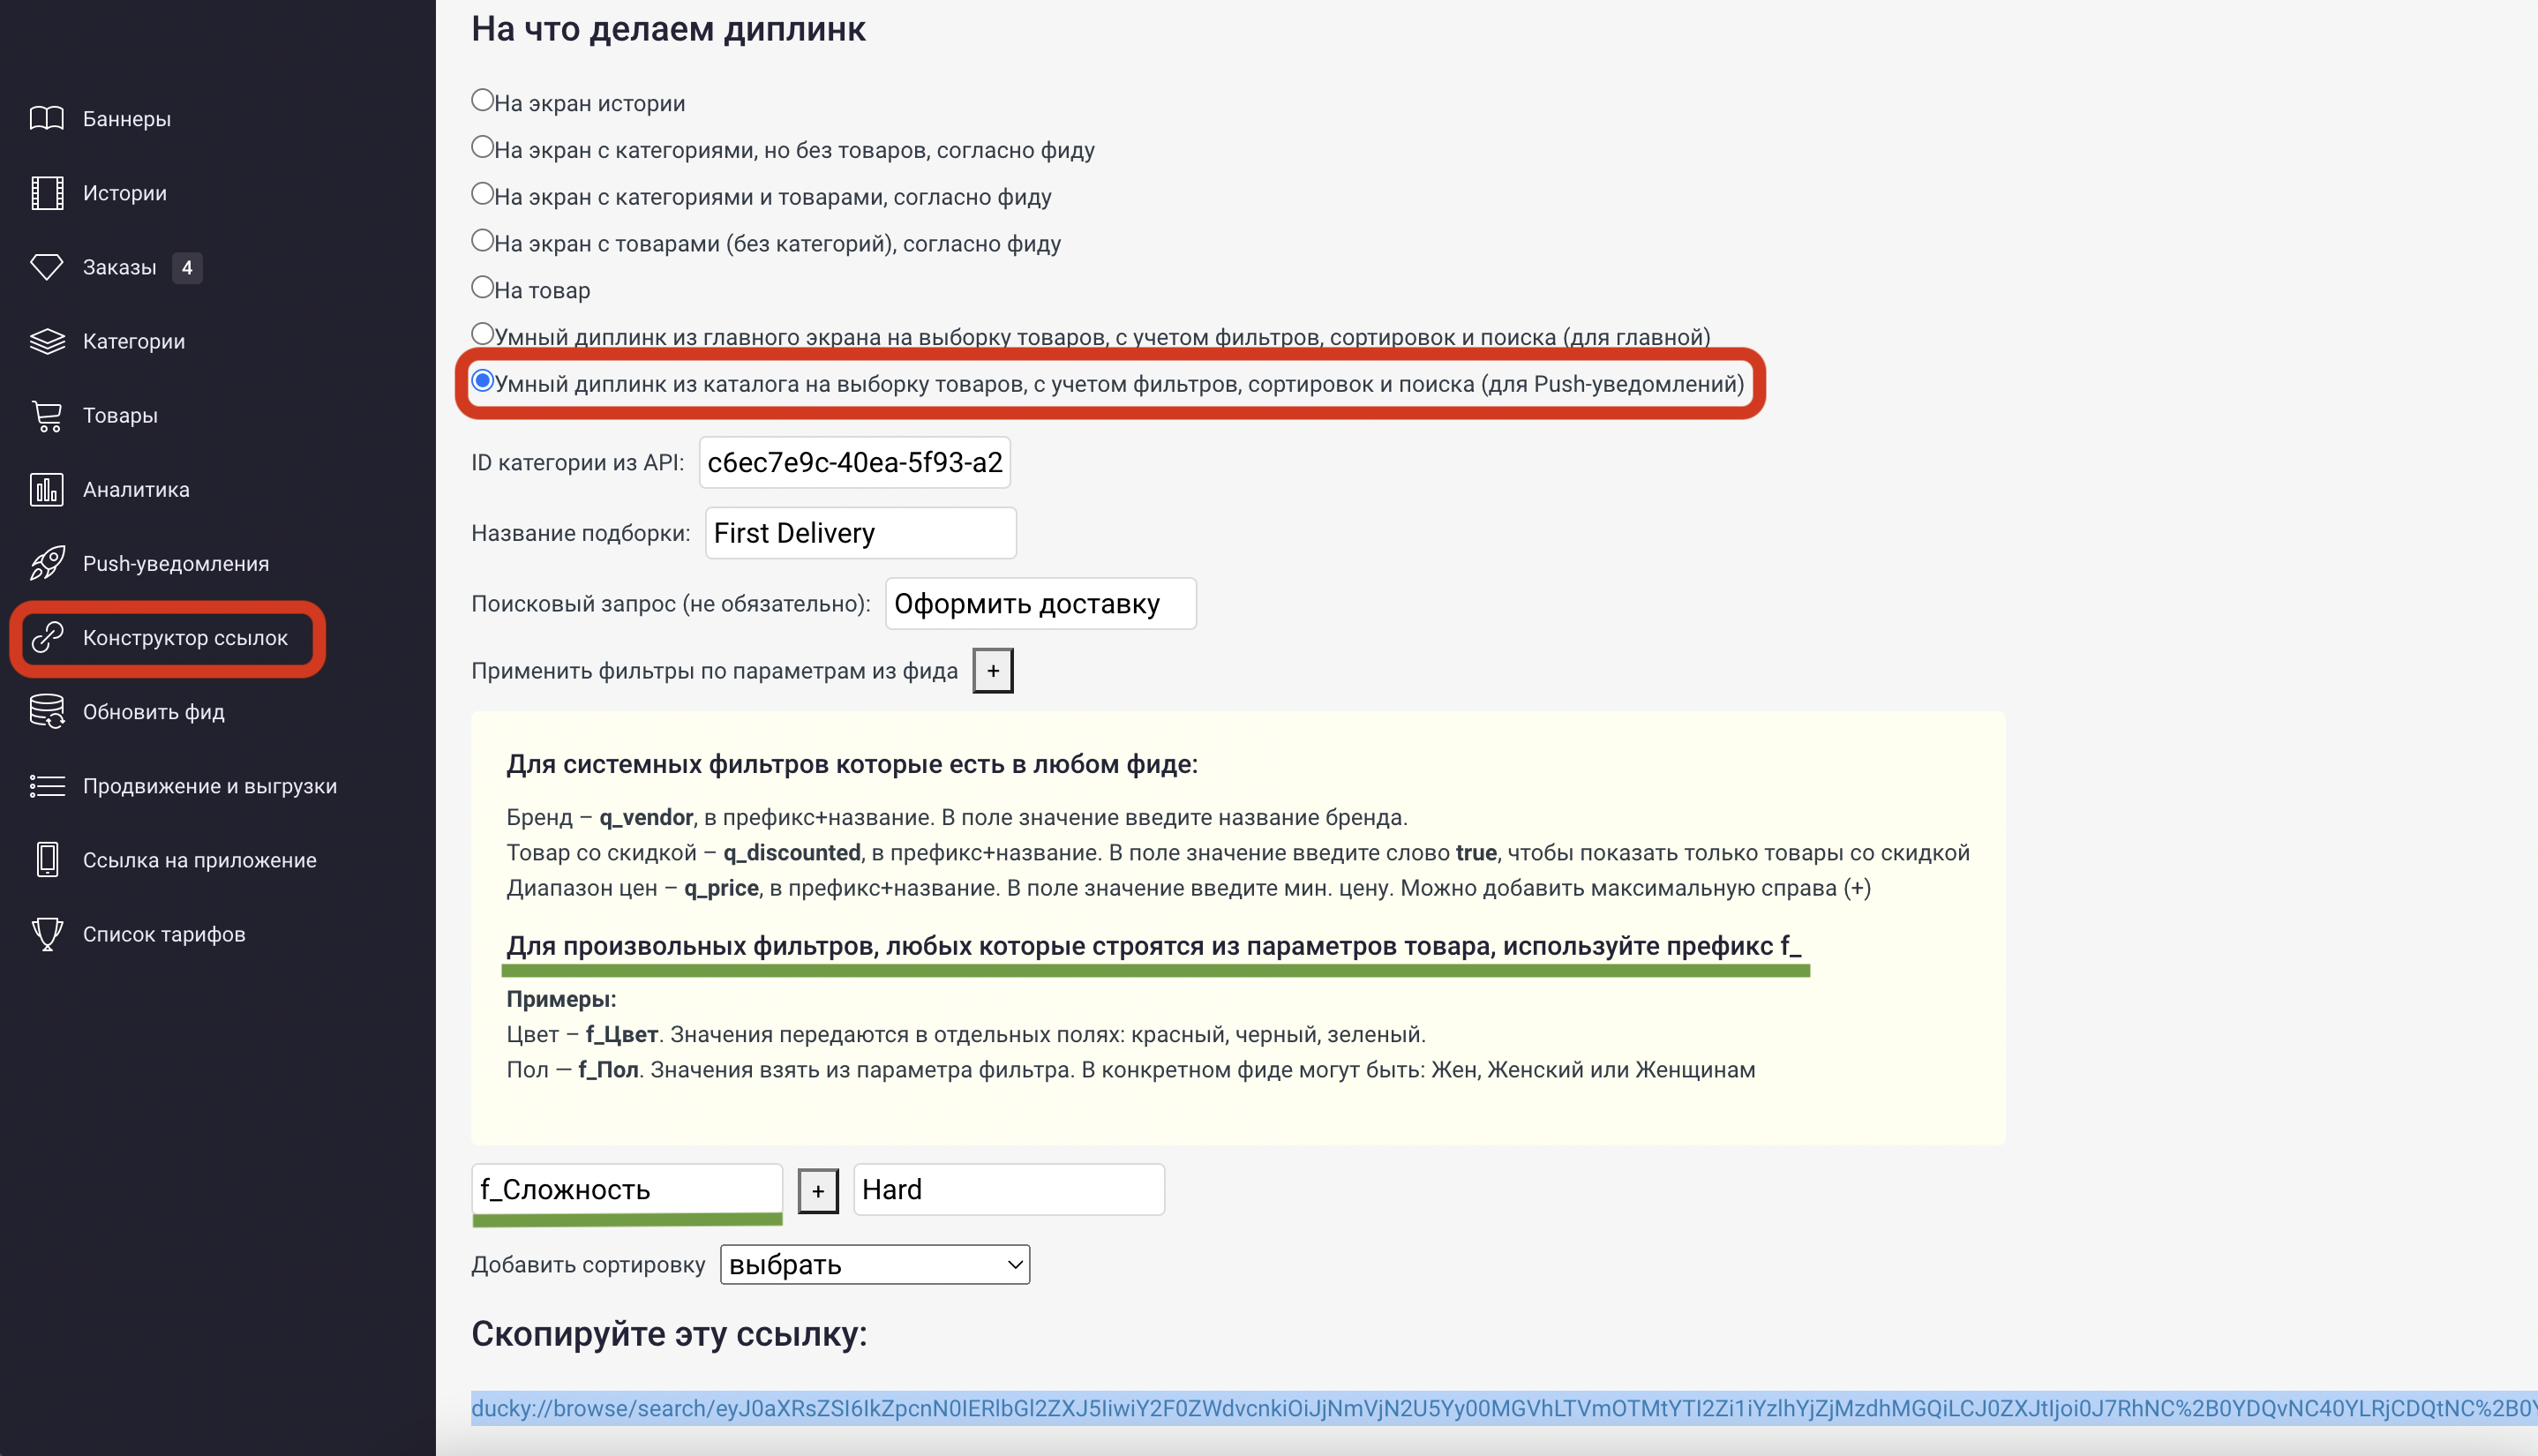 Баннеры
Истории
Заказы 4
Категории
Товары
Аналитика
Push-уведомления
Конструктор ссылок
Обновить фид
Продвижение и выгрузки
Ссылка на приложение
Список тарифов
На что делаем диплинк
На экран истории
На экран с категориями, но без товаров, согласно фиду
На экран с категориями и товарами, согласно фиду
На экран с товарами (без категорий), согласно фиду
На товар
Умный диплинк из главного экрана на выборку товаров, с учетом фильтров, сортировок и поиска (для главной)
Умный диплинк из каталога на выборку товаров, с учетом фильтров, сортировок и поиска (для Push-уведомлений)
ID категории из API: c6ec7e9c-40ea-5f93-a2
Название подборки: First Delivery
Поисковый запрос (не обязательно): Оформить доставку
Применить фильтры по параметрам из фида +
Для системных фильтров которые есть в любом фиде:
Бренд – q_vendor, в префикс+название. В поле значение введите название бренда.
Товар со скидкой – q_discounted, в префикс+название. В поле значение введите слово true, чтобы показать только товары со скидкой
Диапазон цен – q_price, в префикс+название. В поле значение введите мин. цену. Можно добавить максимальную справа (+)
Для произвольных фильтров, любых которые строятся из параметров товара, используйте префикс f_
Примеры:
Цвет – f_Цвет. Значения передаются в отдельных полях: красный, черный, зеленый.
Пол — f_Пол. Значения взять из параметра фильтра. В конкретном фиде могут быть: Жен, Женский или Женщинам
f_Сложность + Hard
Добавить сортировку выбрать
Скопируйте эту ссылку:
ducky://browse/search/eyJ0aXRsZSI6IkZpcnN0IERlbGl2ZXJ5IiwiY2F0ZWdvcnkiOiJjNmVjN2U5Yy00MGVhLTVmOTMtYTI2Zi1iYzlhYjZjMzdhMGQiLCJ0ZXJtIjoi0J7RhNC%2B0YDQvNC40YLRjCDQtNC%2B0Y